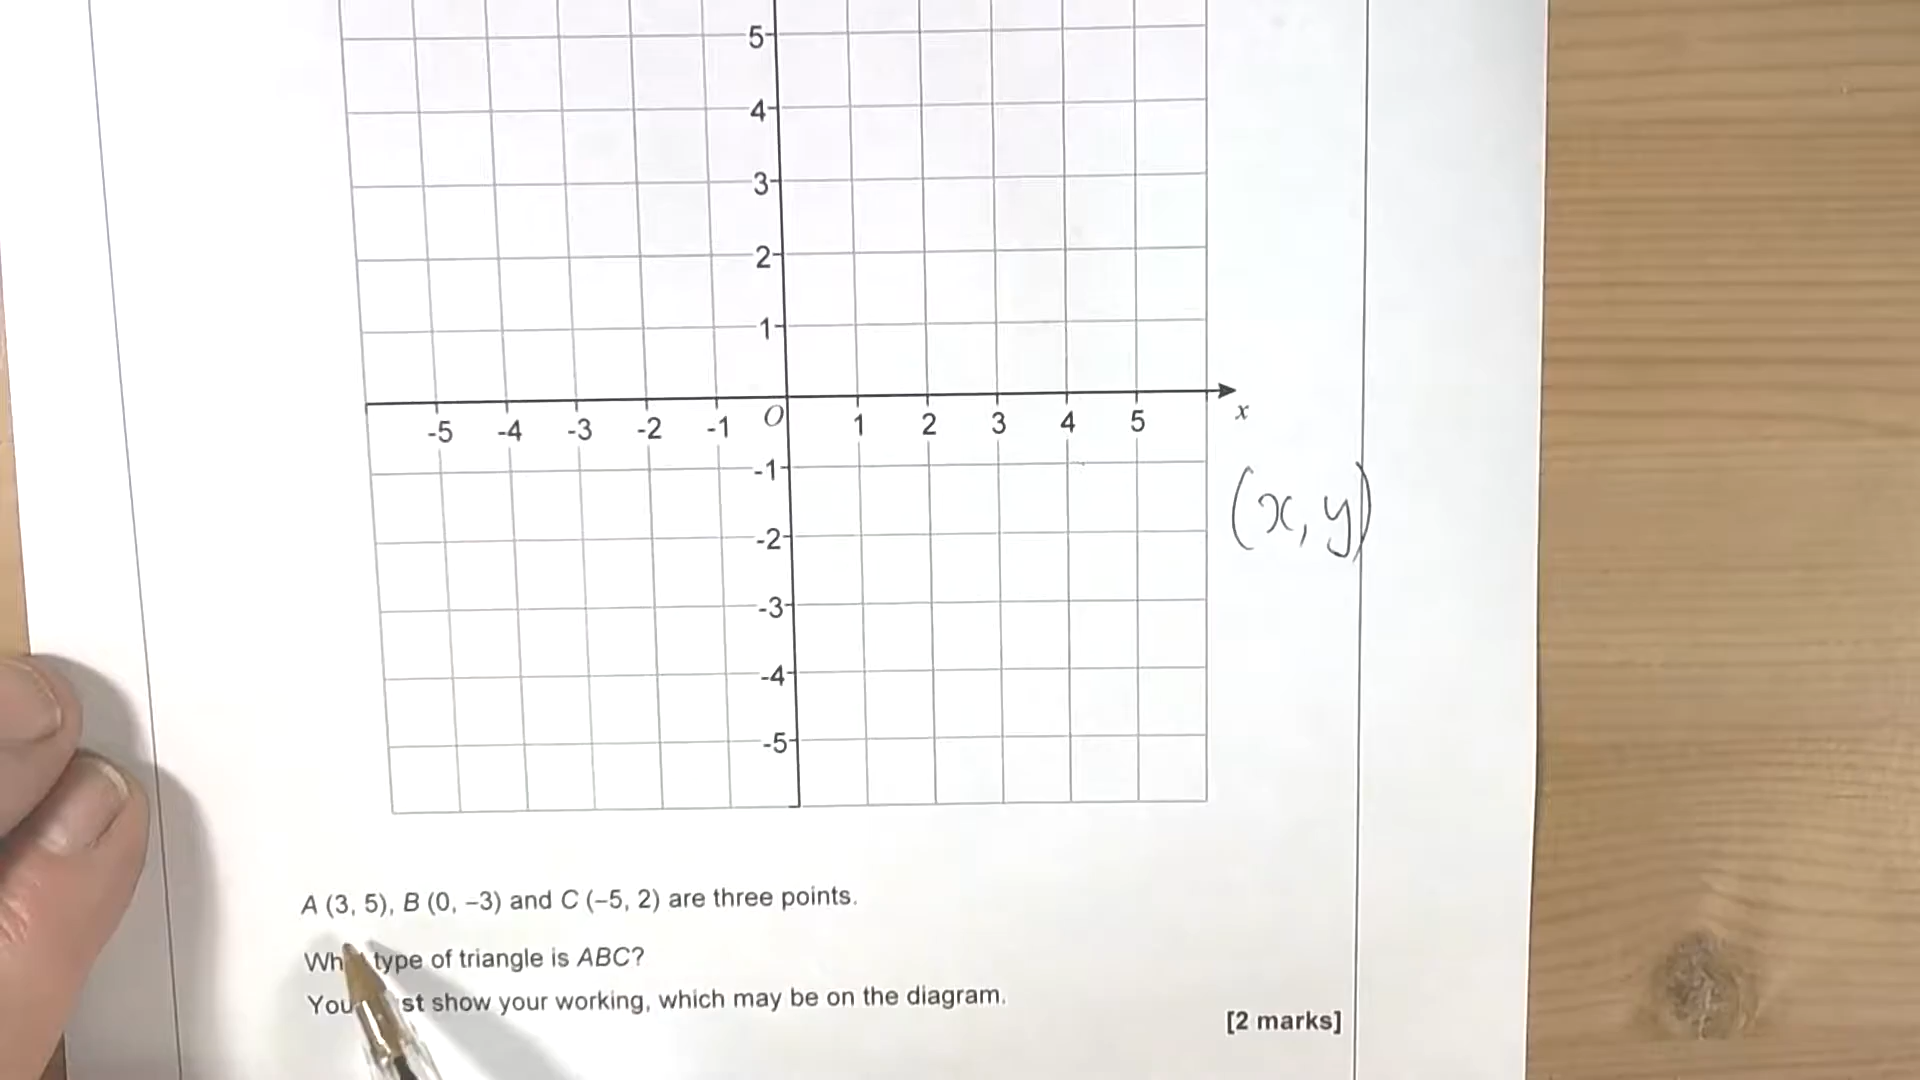 5
4
3
2
1
-5 -4 -3 -2 -1 O 1 2 3 4 5 x
-1
(x, y)
-2
-3
-4
-5
A (3, 5), B (0, −3) and C (−5, 2) are three points.
type of triangle is ABC?
You show your working, which may be on the diagram.
[2 marks]